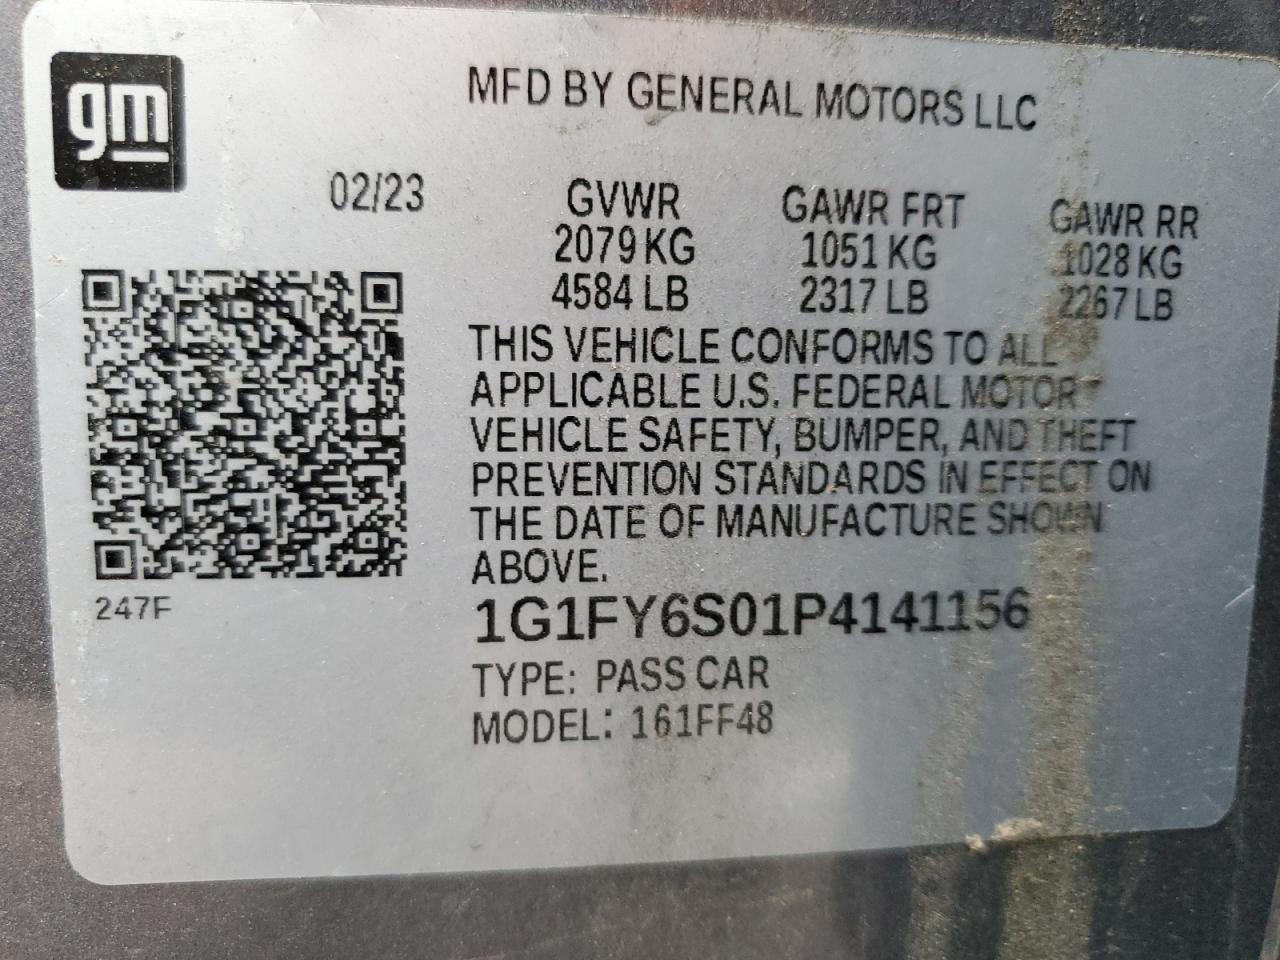 gm
MFD BY GENERAL MOTORS LLC
02/23 GVWR GAWR FRT GAWR RR
2079 KG 1051 KG 1028 KG
4584 LB 2317 LB 2267 LB
THIS VEHICLE CONFORMS TO ALL
APPLICABLE U.S. FEDERAL MOTOR
VEHICLE SAFETY, BUMPER, AND THEFT
PREVENTION STANDARDS IN EFFECT ON
THE DATE OF MANUFACTURE SHOWN
ABOVE.
247F
1G1FY6S01P4141156
TYPE: PASS CAR
MODEL: 161FF48